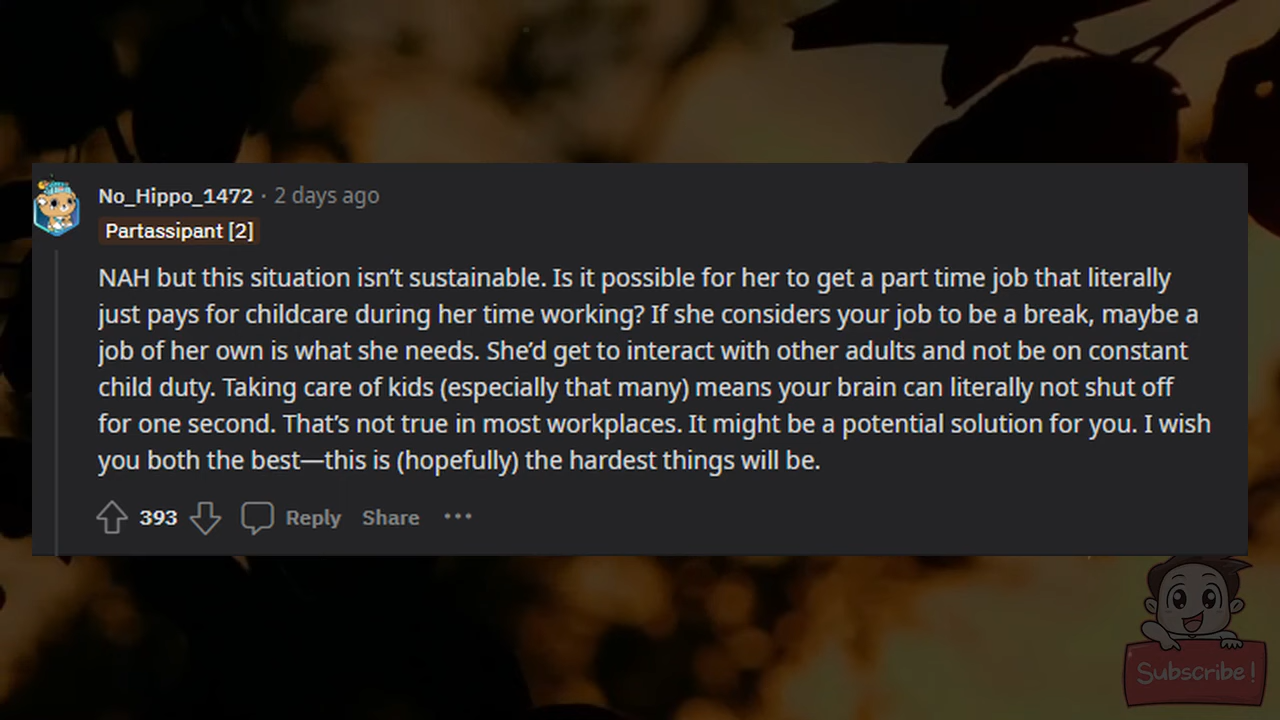 No_Hippo_1472 · 2 days ago
Partassipant [2]
NAH but this situation isn’t sustainable. Is it possible for her to get a part time job that literally
just pays for childcare during her time working? If she considers your job to be a break, maybe a
job of her own is what she needs. She’d get to interact with other adults and not be on constant
child duty. Taking care of kids (especially that many) means your brain can literally not shut off
for one second. That’s not true in most workplaces. It might be a potential solution for you. I wish
you both the best—this is (hopefully) the hardest things will be.
393 Reply Share ···
Subscribe!